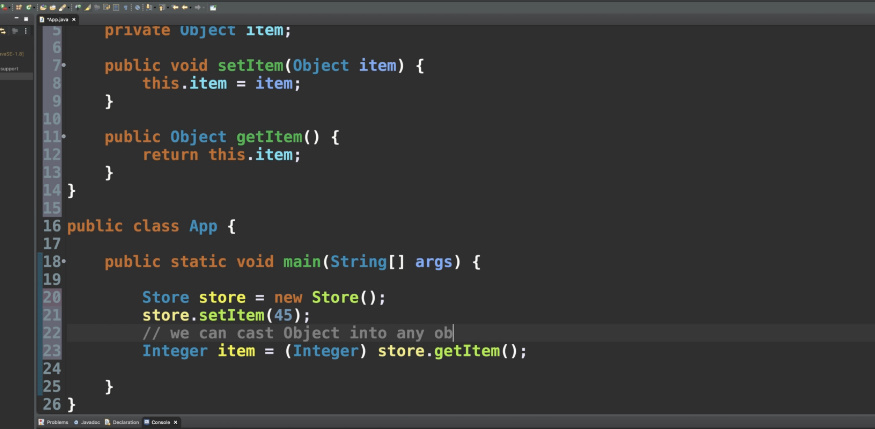 *App.java
5 private Object item;
6
7 public void setItem(Object item) {
8 this.item = item;
9 }
10
11 public Object getItem() {
12 return this.item;
13 }
14 }
15
16 public class App {
17
18 public static void main(String[] args) {
19
20 Store store = new Store();
21 store.setItem(45);
22 // we can cast Object into any ob
23 Integer item = (Integer) store.getItem();
24
25 }
26 }
Problems Javadoc Declaration Console